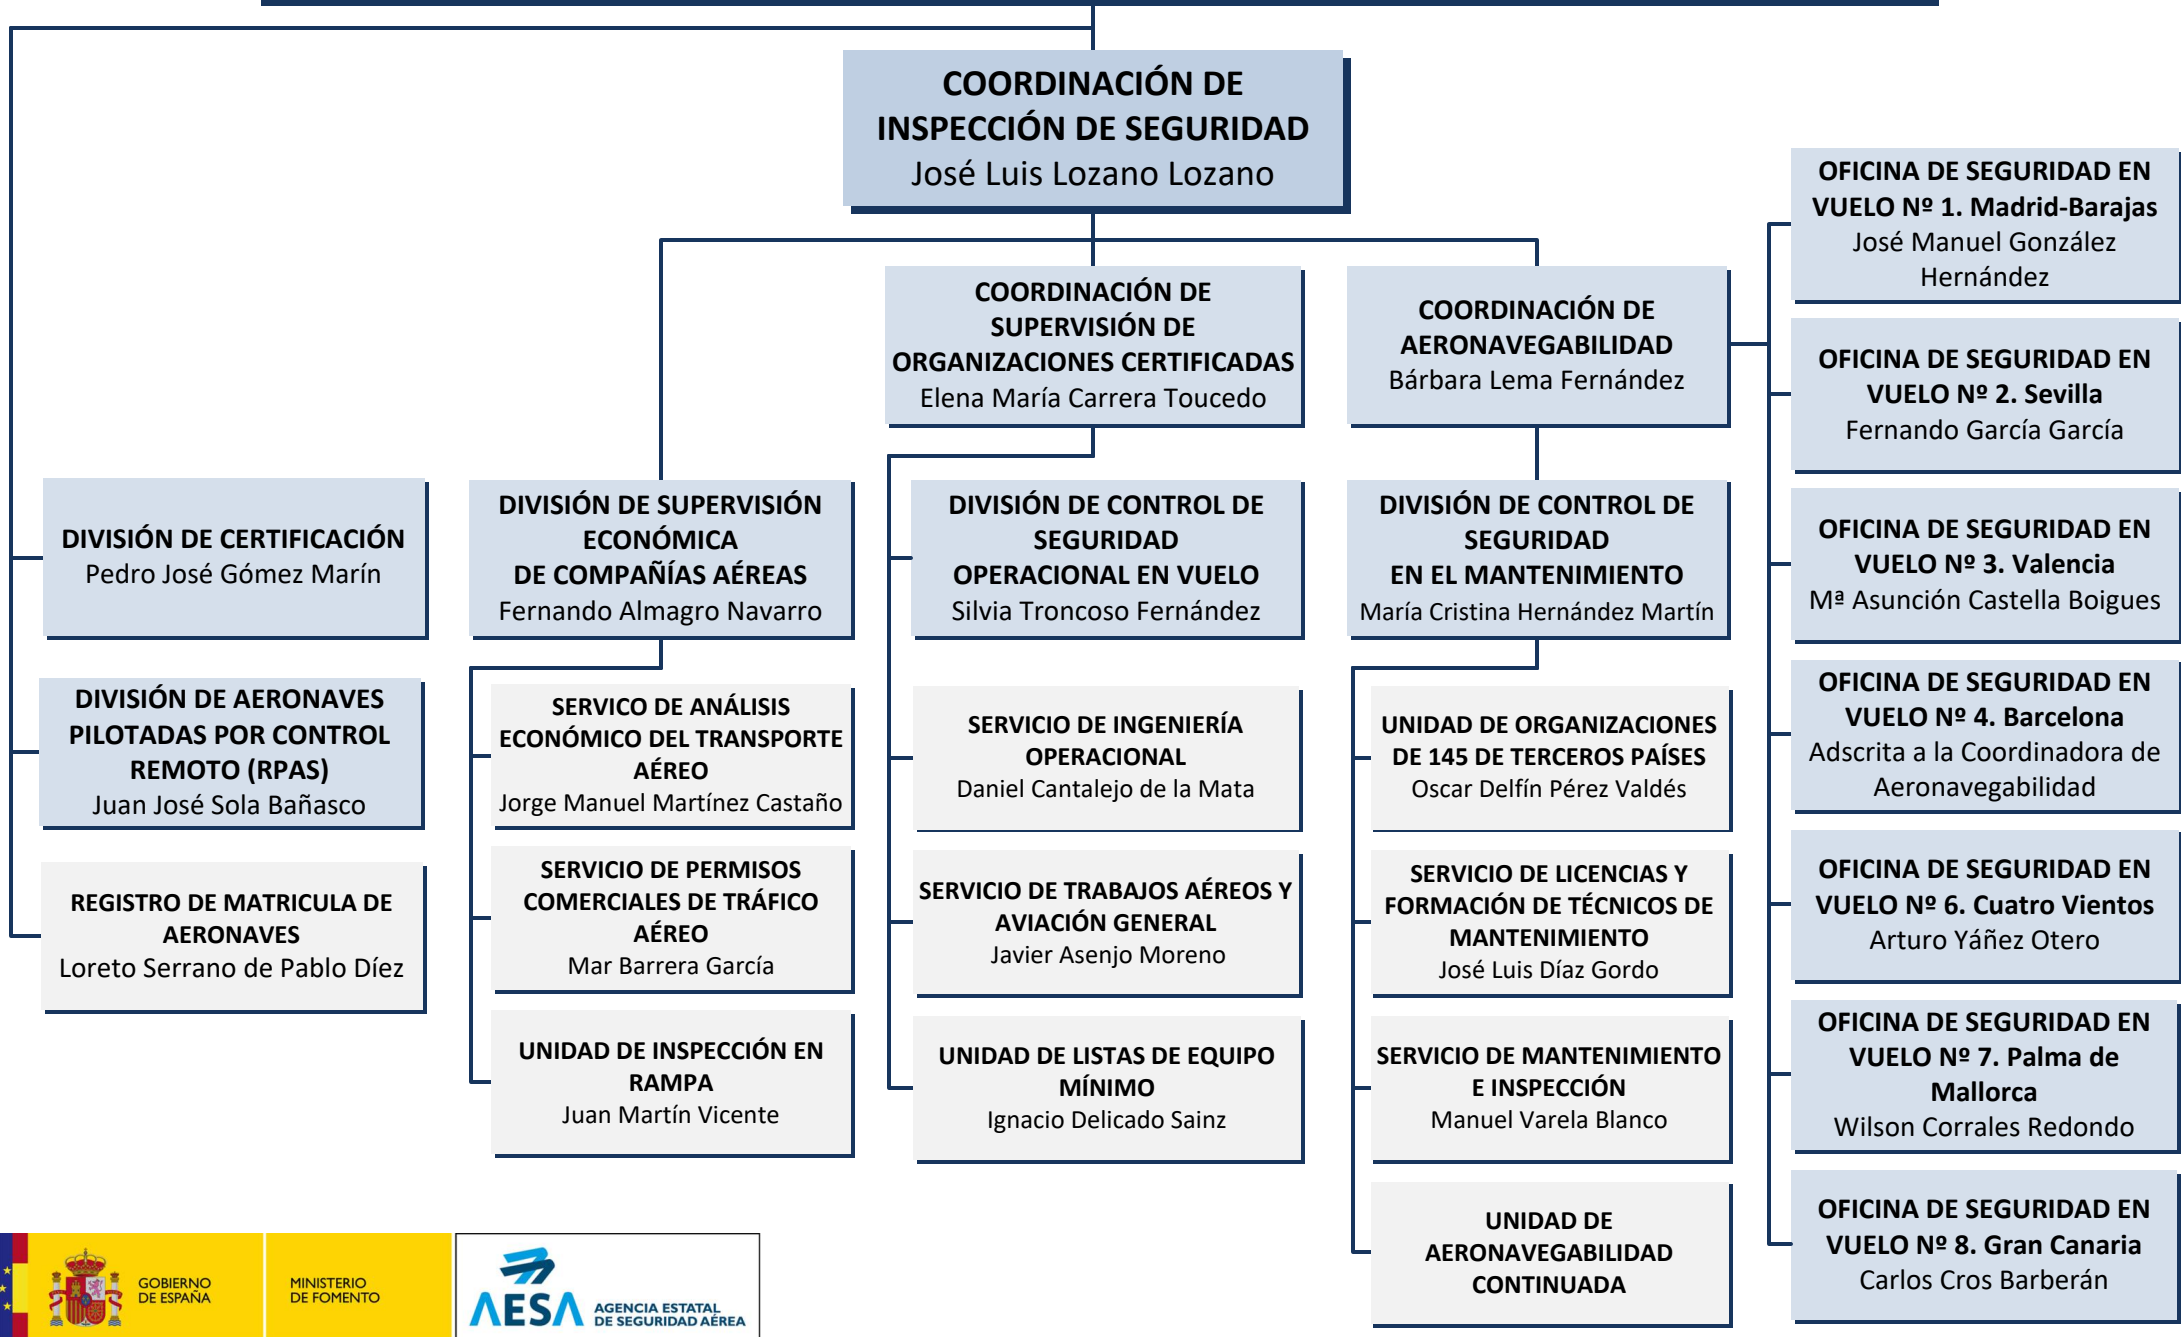 COORDINACIÓN DE
INSPECCIÓN DE SEGURIDAD
José Luis Lozano Lozano
COORDINACIÓN DE
SUPERVISIÓN DE
ORGANIZACIONES CERTIFICADAS
Elena María Carrera Toucedo
COORDINACIÓN DE
AERONAVEGABILIDAD
Bárbara Lema Fernández
DIVISIÓN DE CERTIFICACIÓN
Pedro José Gómez Marín
DIVISIÓN DE AERONAVES
PILOTADAS POR CONTROL
REMOTO (RPAS)
Juan José Sola Bañasco
REGISTRO DE MATRICULA DE
AERONAVES
Loreto Serrano de Pablo Díez
DIVISIÓN DE SUPERVISIÓN
ECONÓMICA
DE COMPAÑÍAS AÉREAS
Fernando Almagro Navarro
SERVICO DE ANÁLISIS
ECONÓMICO DEL TRANSPORTE
AÉREO
Jorge Manuel Martínez Castaño
SERVICIO DE PERMISOS
COMERCIALES DE TRÁFICO
AÉREO
Mar Barrera García
UNIDAD DE INSPECCIÓN EN
RAMPA
Juan Martín Vicente
DIVISIÓN DE CONTROL DE
SEGURIDAD
OPERACIONAL EN VUELO
Silvia Troncoso Fernández
SERVICIO DE INGENIERÍA
OPERACIONAL
Daniel Cantalejo de la Mata
SERVICIO DE TRABAJOS AÉREOS Y
AVIACIÓN GENERAL
Javier Asenjo Moreno
UNIDAD DE LISTAS DE EQUIPO
MÍNIMO
Ignacio Delicado Sainz
DIVISIÓN DE CONTROL DE
SEGURIDAD
EN EL MANTENIMIENTO
María Cristina Hernández Martín
UNIDAD DE ORGANIZACIONES
DE 145 DE TERCEROS PAÍSES
Oscar Delfín Pérez Valdés
SERVICIO DE LICENCIAS Y
FORMACIÓN DE TÉCNICOS DE
MANTENIMIENTO
José Luis Díaz Gordo
SERVICIO DE MANTENIMIENTO
E INSPECCIÓN
Manuel Varela Blanco
UNIDAD DE
AERONAVEGABILIDAD
CONTINUADA
OFICINA DE SEGURIDAD EN
VUELO Nº 1. Madrid-Barajas
José Manuel González
Hernández
OFICINA DE SEGURIDAD EN
VUELO Nº 2. Sevilla
Fernando García García
OFICINA DE SEGURIDAD EN
VUELO Nº 3. Valencia
Mª Asunción Castella Boigues
OFICINA DE SEGURIDAD EN
VUELO Nº 4. Barcelona
Adscrita a la Coordinadora de
Aeronavegabilidad
OFICINA DE SEGURIDAD EN
VUELO Nº 6. Cuatro Vientos
Arturo Yáñez Otero
OFICINA DE SEGURIDAD EN
VUELO Nº 7. Palma de
Mallorca
Wilson Corrales Redondo
OFICINA DE SEGURIDAD EN
VUELO Nº 8. Gran Canaria
Carlos Cros Barberán
GOBIERNO
DE ESPAÑA
MINISTERIO
DE FOMENTO
AESA
AGENCIA ESTATAL
DE SEGURIDAD AÉREA